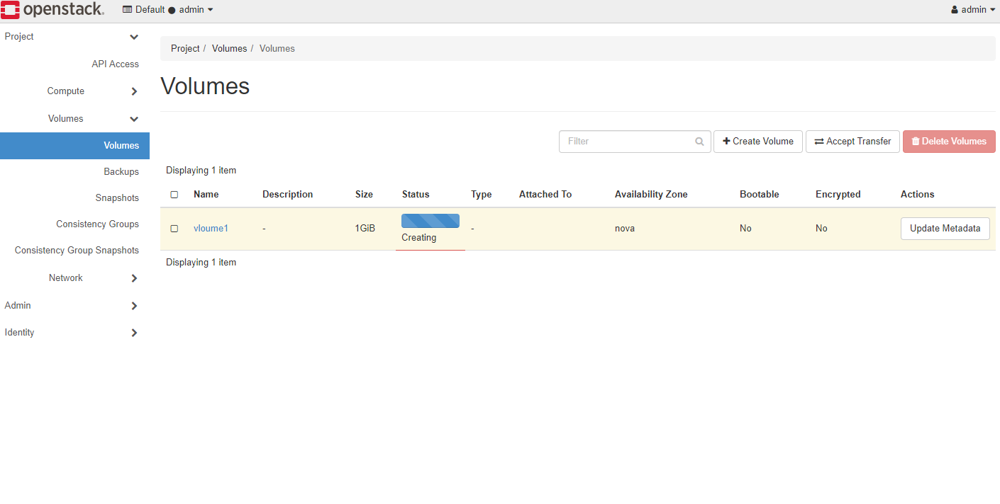 openstack. Default admin admin
Project
API Access
Compute
Volumes
Volumes
Backups
Snapshots
Consistency Groups
Consistency Group Snapshots
Network
Admin
Identity
Project / Volumes / Volumes
Volumes
Filter Create Volume Accept Transfer Delete Volumes
Displaying 1 item
Name Description Size Status Type Attached To Availability Zone Bootable Encrypted Actions
vloume1 - 1GiB Creating - nova No No Update Metadata
Displaying 1 item